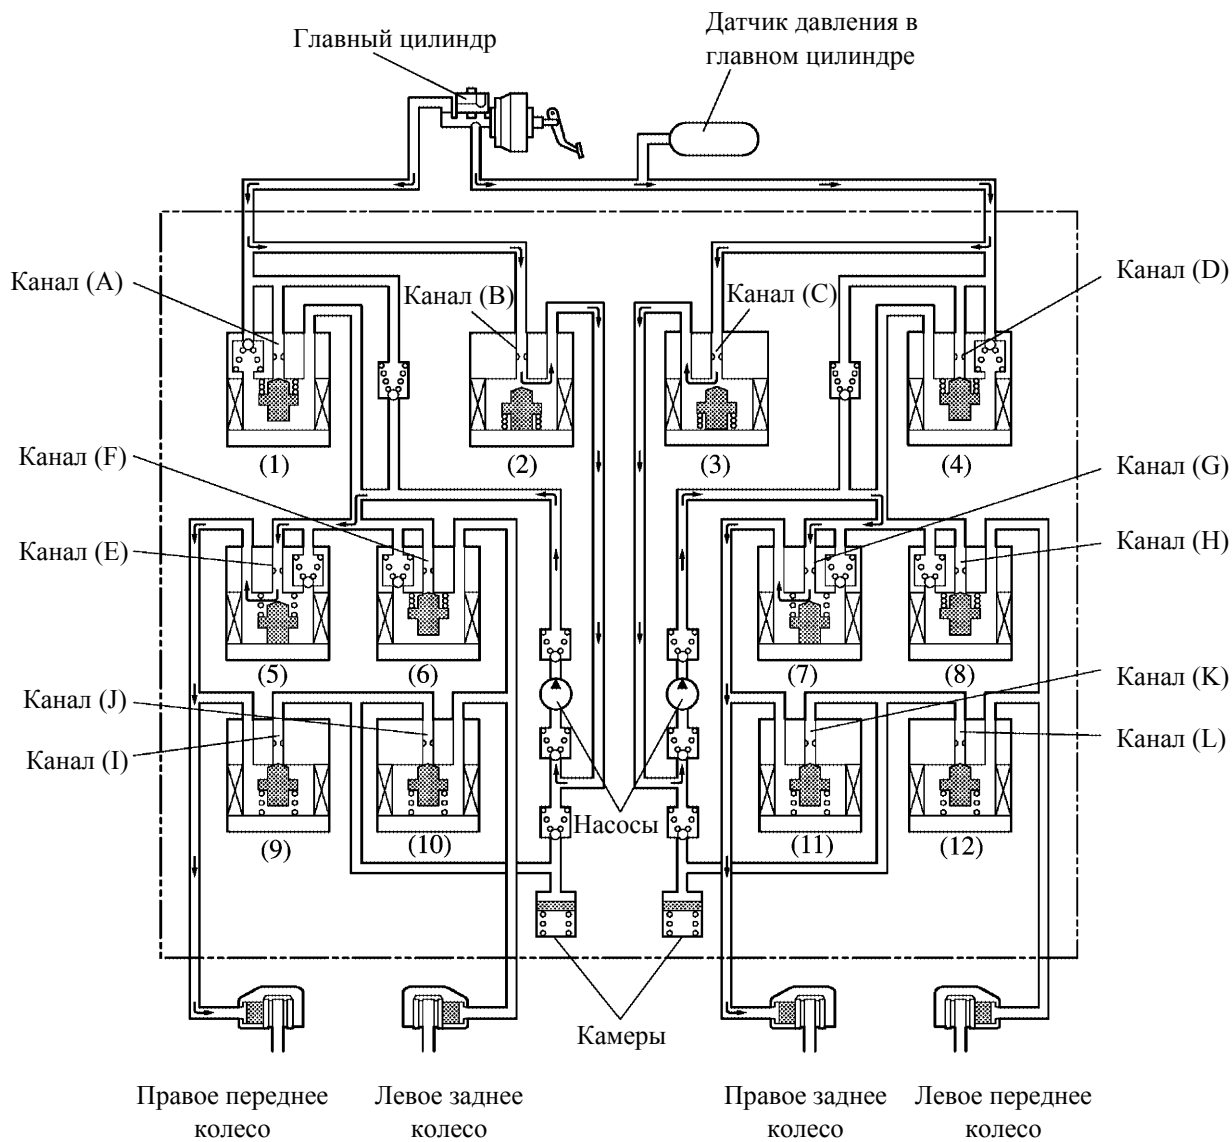 Главный цилиндр
Датчик давления в
главном цилиндре
Канал (A)
Канал (B)
Канал (C)
Канал (D)
(1)
(2)
(3)
(4)
Канал (F)
Канал (G)
Канал (E)
Канал (H)
(5)
(6)
(7)
(8)
Канал (J)
Канал (K)
Канал (I)
Канал (L)
Насосы
(9)
(10)
(11)
(12)
Камеры
Правое переднее
колесо
Левое заднее
колесо
Правое заднее
колесо
Левое переднее
колесо